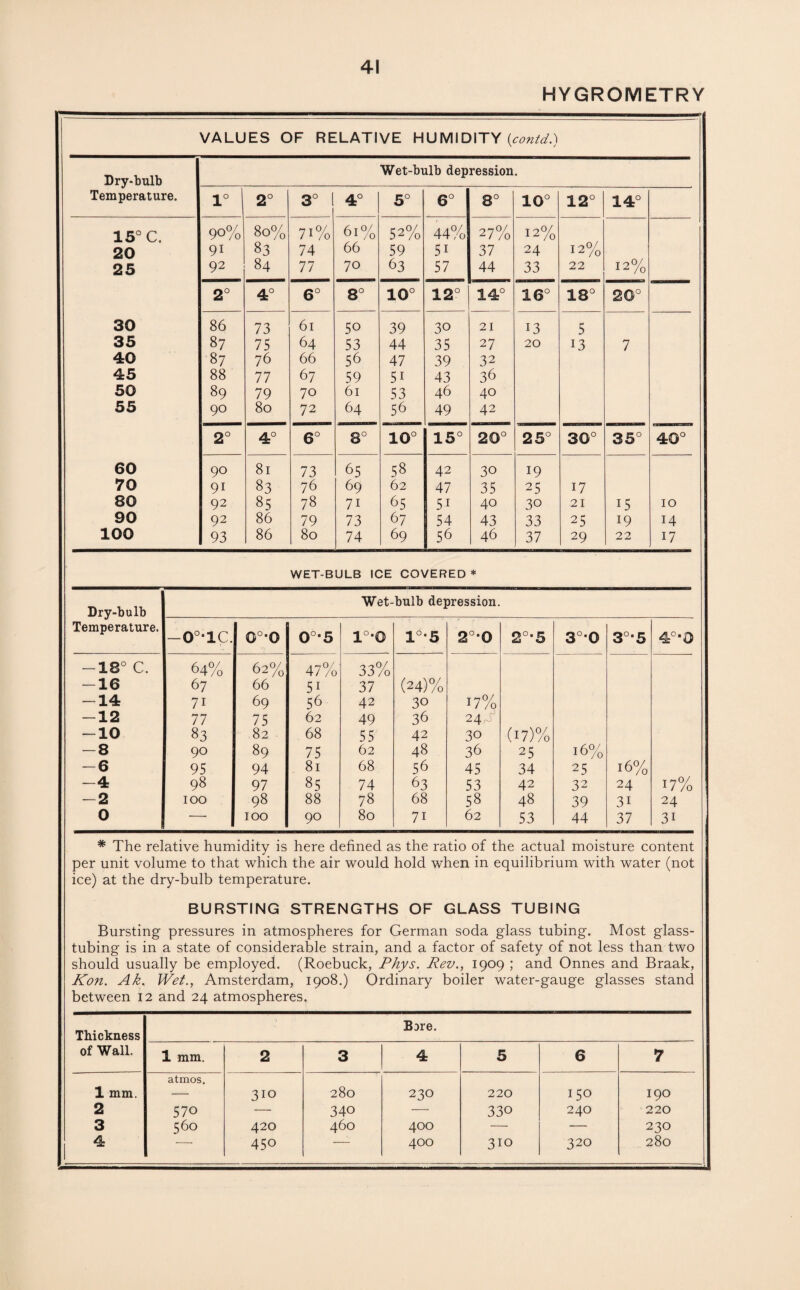 41
HYGROMETRY
VALUES OF RELATIVE HUMIDITY (contd.)
Dry-bulb Temperature. Wet-bulb depression.
1° 2° 3° 4° 5° 6° 8° 10° 12° 14°
15° C. 90% 80% 71% 61% 52% 44% 27% 12%
20 91 83 74 66 59 51 37 24 12%
25 92 84 77 70 63 57 44 33 22 12%
2° 4° 6° 8° 10° 12° 14° 16° 18° 20°
30 86 73 61 50 39 30 21 13 5
35 87 75 64 53 44 35 27 20 13 7
40 87 76 66 56 47 39 32
45 88 77 67 59 51 43 36
50 89 79 70 61 53 46 40
55 90 80 72 64 56 49 42
2° 4° 6° 8° 10° 15° 20° 25° 30° 35° 40°
60 90 81 73 65 58 42 30 19
70 91 83 76 69 62 47 35 25 17
80 92 85 78 71 65 51 40 30 21 15 10
90 92 86 79 73 67 54 43 33 25 19 14
100 93 86 80 74 69 56 46 37 29 22 17
WET-BULB ICE COVERED *
Dry-bulb Temperature. Wet-bulb depression.
—0°·1C. 0°·0 0°·5 1°·0 1°·5 2°·0 2°·5 3°·0 3°·5 4°·0
—18° C. 64% 62% 47% 33%
—16 67 66 51 37 (24)%
—14 71 69 56 42 30 17%
—12 77 75 62 49 36 24
—10 83 82 68 55 42 30 (17)%
—8 90 89 75 62 48 36 25 16%
—6 95 94 81 68 56 45 34 25 16%
—4 98 97 85 74 63 53 42 32 24 17%
—2 100 98 88 78 68 58 48 39 31 24
0 — 100 90 80 71 62 53 44 37 31
* The relative humidity is here defined as the ratio of the actual moisture content
per unit volume to that which the air would hold when in equilibrium with water (not
ice) at the dry-bulb temperature.
BURSTING STRENGTHS OF GLASS TUBING
Bursting pressures in atmospheres for German soda glass tubing. Most glass-
tubing is in a state of considerable strain, and a factor of safety of not less than two
should usually be employed. (Roebuck, Phys. Rev., 1909 ; and Onnes and Braak,
Kon. Ak. Wet., Amsterdam, 1908.) Ordinary boiler water-gauge glasses stand
between 12 and 24 atmospheres.
Thickness of Wall. Bore.
1 mm. 2 3 4 5 6 7
atmos.
1 mm. — 310 280 230 220 150 190
2 570 — 340 — 330 240 220
3 560 420 460 400 — — 230
4 — 450 — 400 310 320 280